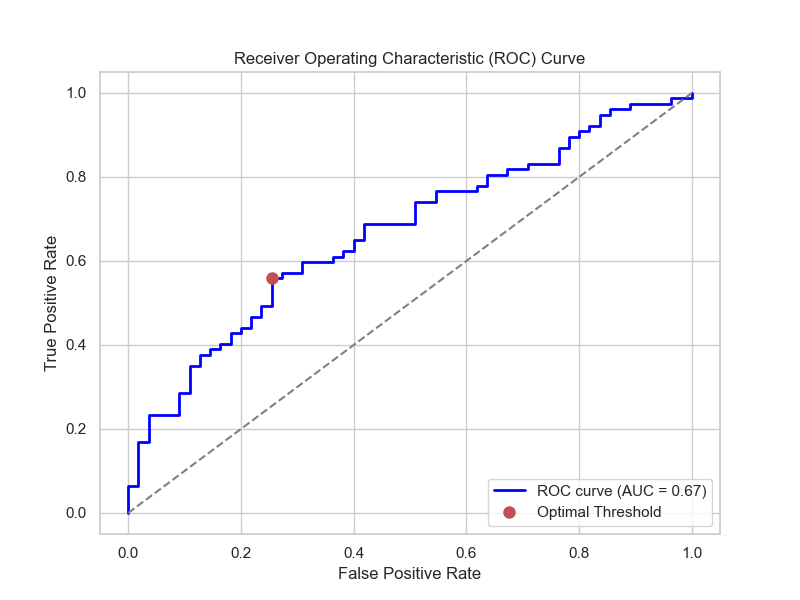 Receiver Operating Characteristic (ROC) Curve
True Positive Rate
1.0
0.8
0.6
0.4
0.2
0.0
0.0 0.2 0.4 0.6 0.8 1.0
False Positive Rate
ROC curve (AUC = 0.67)
Optimal Threshold